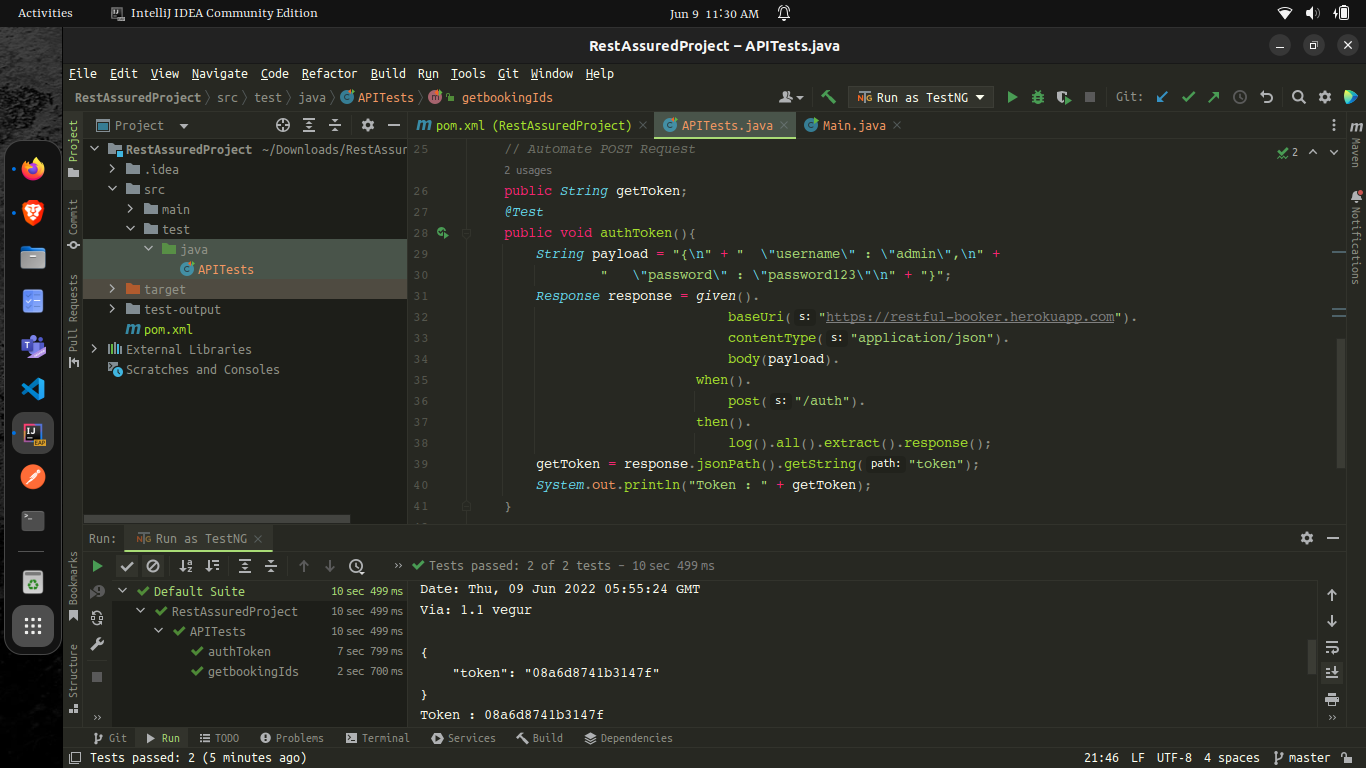 Activities
IntelliJ IDEA Community Edition
Jun 9 11:30 AM
RestAssuredProject – APITests.java
File Edit View Navigate Code Refactor Build Run Tools Git Window Help
RestAssuredProject src test java APITests m getbookingIds
Run as TestNG
Git:
Project
m pom.xml (RestAssuredProject)
APITests.java
Main.java
Project
Commit
Pull Requests
Bookmarks
Structure
m
Maven
Notifications
RestAssuredProject ~/Downloads/RestAssur
.idea
src
main
test
java
APITests
target
test-output
m pom.xml
External Libraries
Scratches and Consoles
2
25 // Automate POST Request
2 usages
26 public String getToken;
27 @Test
28 public void authToken(){
29 String payload = "{\n" + "  \"username\" : \"admin\",\n" +
30 "   \"password\" : \"password123\"\n" + "}";
31 Response response = given().
32 baseUri( s: "https://restful-booker.herokuapp.com").
33 contentType( s: "application/json").
34 body(payload).
35 when().
36 post( s: "/auth").
37 then().
38 log().all().extract().response();
39 getToken = response.jsonPath().getString( path: "token");
40 System.out.println("Token : " + getToken);
41 }
Run:
Run as TestNG
Tests passed: 2 of 2 tests – 10 sec 499 ms
Default Suite 10 sec 499 ms
RestAssuredProject 10 sec 499 ms
APITests 10 sec 499 ms
authToken 7 sec 799 ms
getbookingIds 2 sec 700 ms
Date: Thu, 09 Jun 2022 05:55:24 GMT
Via: 1.1 vegur
{
"token": "08a6d8741b3147f"
}
Token : 08a6d8741b3147f
Git
Run
TODO
Problems
Terminal
Services
Build
Dependencies
Tests passed: 2 (5 minutes ago)
21:46 LF UTF-8 4 spaces master